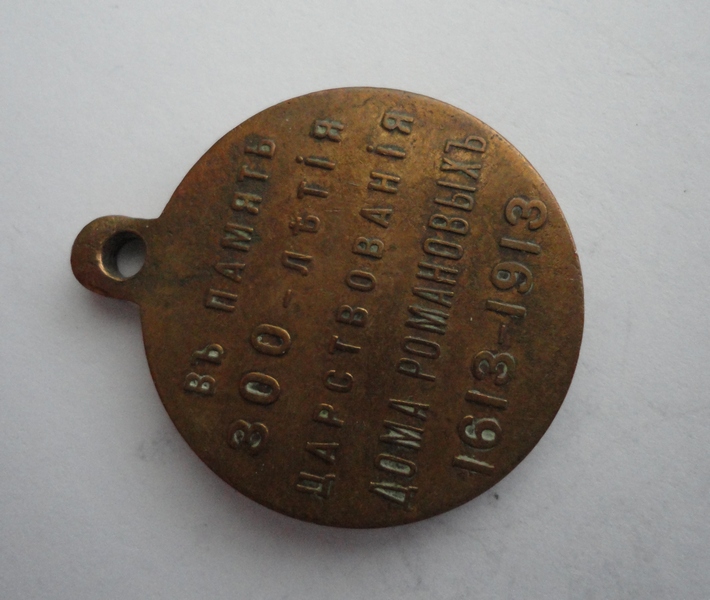 ВЪ ПАМЯТЬ
300-ЛѢТІЯ
ЦАРСТВОВАНІЯ
ДОМА РОМАНОВЫХЪ
1613-1913